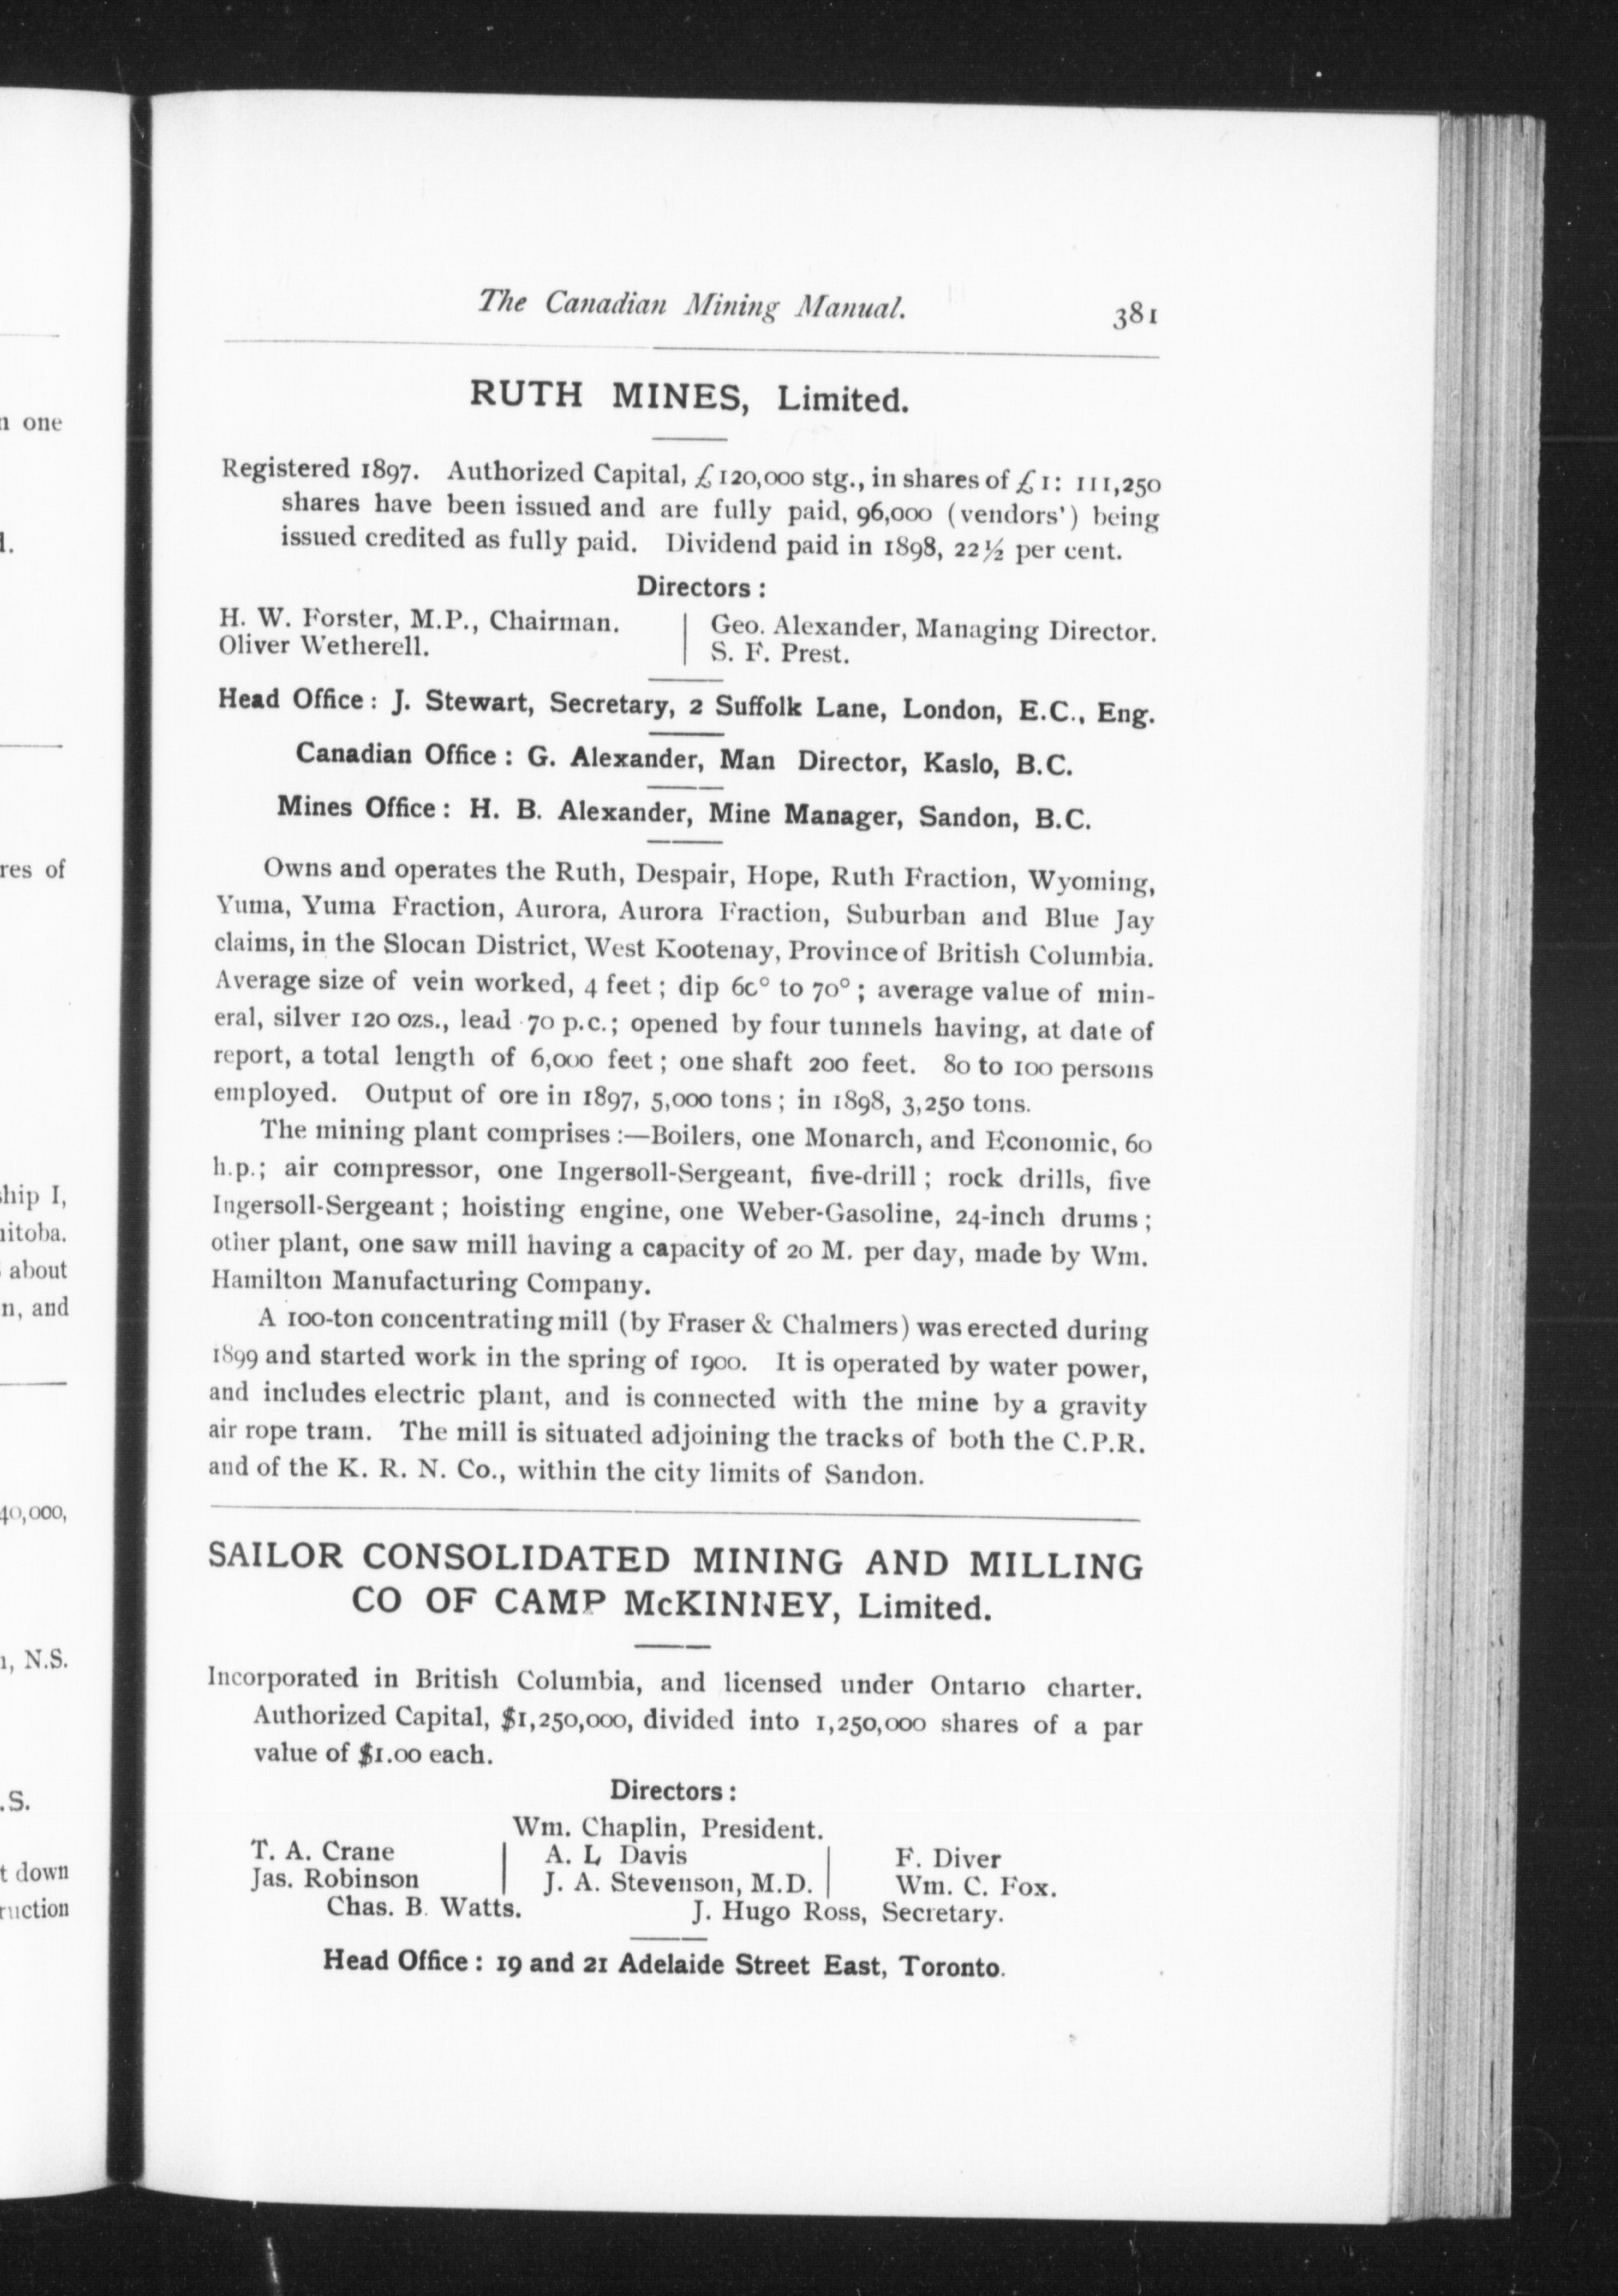 The Canadian Mining Manual. 381
RUTH MINES, Limited.
Registered 1897. Authorized Capital, £120,000 stg., in shares of £1: 111,250
shares have been issued and are fully paid, 96,000 (vendors') being
issued credited as fully paid. Dividend paid in 1898, 22½ per cent.
Directors:
H. W. Forster, M.P., Chairman.
Oliver Wetherell.
Geo. Alexander, Managing Director.
S. F. Prest.
Head Office: J. Stewart, Secretary, 2 Suffolk Lane, London, E.C., Eng.
Canadian Office: G. Alexander, Man Director, Kaslo, B.C.
Mines Office: H. B. Alexander, Mine Manager, Sandon, B.C.
Owns and operates the Ruth, Despair, Hope, Ruth Fraction, Wyoming,
Yuma, Yuma Fraction, Aurora, Aurora Fraction, Suburban and Blue Jay
claims, in the Slocan District, West Kootenay, Province of British Columbia.
Average size of vein worked, 4 feet; dip 60° to 70°; average value of min-
eral, silver 120 ozs., lead 70 p.c.; opened by four tunnels having, at date of
report, a total length of 6,000 feet; one shaft 200 feet. 80 to 100 persons
employed. Output of ore in 1897, 5,000 tons; in 1898, 3,250 tons.
The mining plant comprises:—Boilers, one Monarch, and Economic, 60
h.p.; air compressor, one Ingersoll-Sergeant, five-drill; rock drills, five
Ingersoll-Sergeant; hoisting engine, one Weber-Gasoline, 24-inch drums;
other plant, one saw mill having a capacity of 20 M. per day, made by Wm.
Hamilton Manufacturing Company.
A 100-ton concentrating mill (by Fraser & Chalmers) was erected during
1899 and started work in the spring of 1900. It is operated by water power,
and includes electric plant, and is connected with the mine by a gravity
air rope tram. The mill is situated adjoining the tracks of both the C.P.R.
and of the K. R. N. Co., within the city limits of Sandon.
SAILOR CONSOLIDATED MINING AND MILLING
CO OF CAMP McKINNEY, Limited.
Incorporated in British Columbia, and licensed under Ontario charter.
Authorized Capital, $1,250,000, divided into 1,250,000 shares of a par
value of $1.00 each.
Directors:
Wm. Chaplin, President.
T. A. Crane A. L Davis F. Diver
Jas. Robinson J. A. Stevenson, M.D. Wm. C. Fox.
Chas. B. Watts. J. Hugo Ross, Secretary.
Head Office: 19 and 21 Adelaide Street East, Toronto.